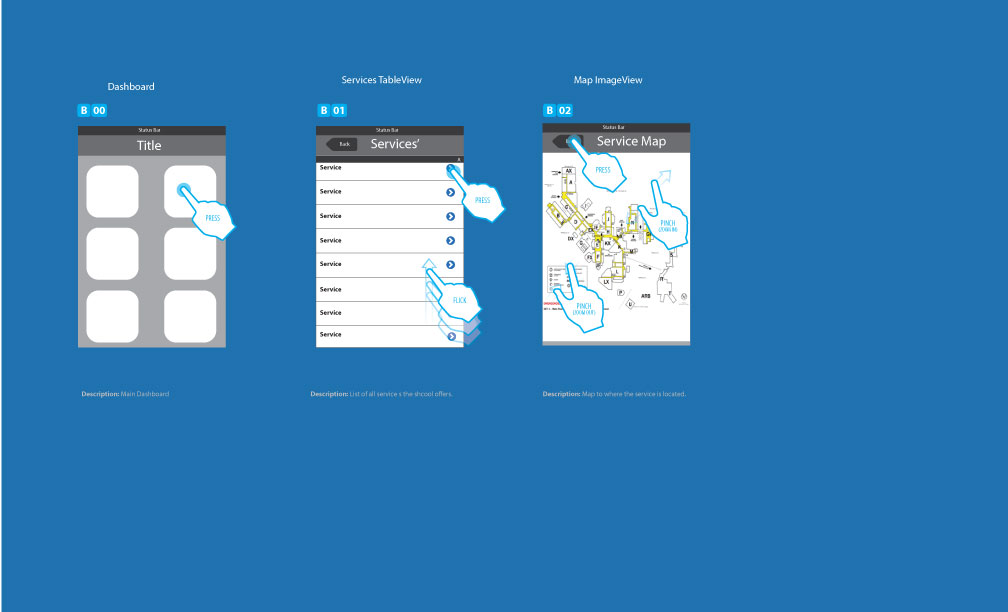 Dashboard
B 00
Status Bar
Title
PRESS
Description: Main Dashboard
Services TableView
B 01
Status Bar
Back
Services'
A
Service
PRESS
Service
Service
Service
Service
Service
FLICK
Service
Service
Description: List of all service s the shcool offers.
Map ImageView
B 02
Status Bar
Service Map
PRESS
AX
A
G
B
D
DX
J
N
KX
F
FX
M
L
LX
P
U
ARB
PINCH
(ZOOM IN)
PINCH
(ZOOM OUT)
Description: Map to where the service is located.